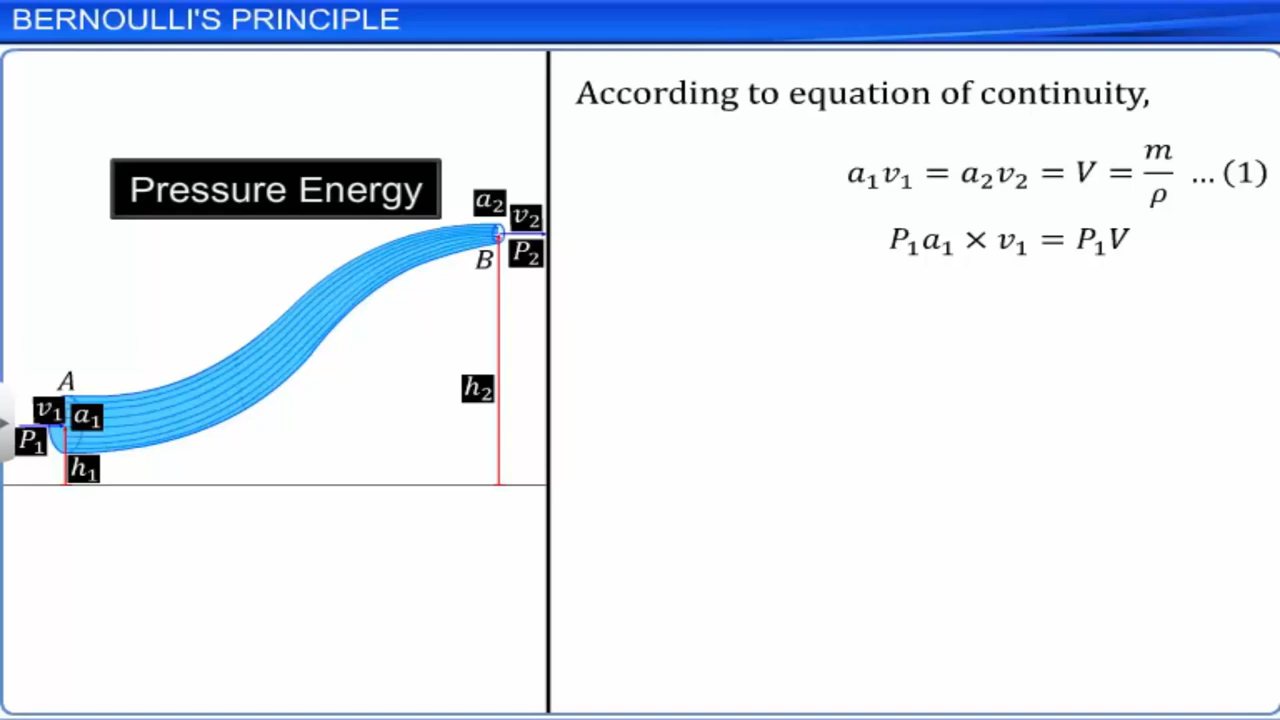 BERNOULLI'S PRINCIPLE
Pressure Energy
a₂
v₂
B
P₂
A
v₁
a₁
P₁
h₁
h₂
According to equation of continuity,
a₁v₁ = a₂v₂ = V = m/ρ ... (1)
P₁a₁ × v₁ = P₁V